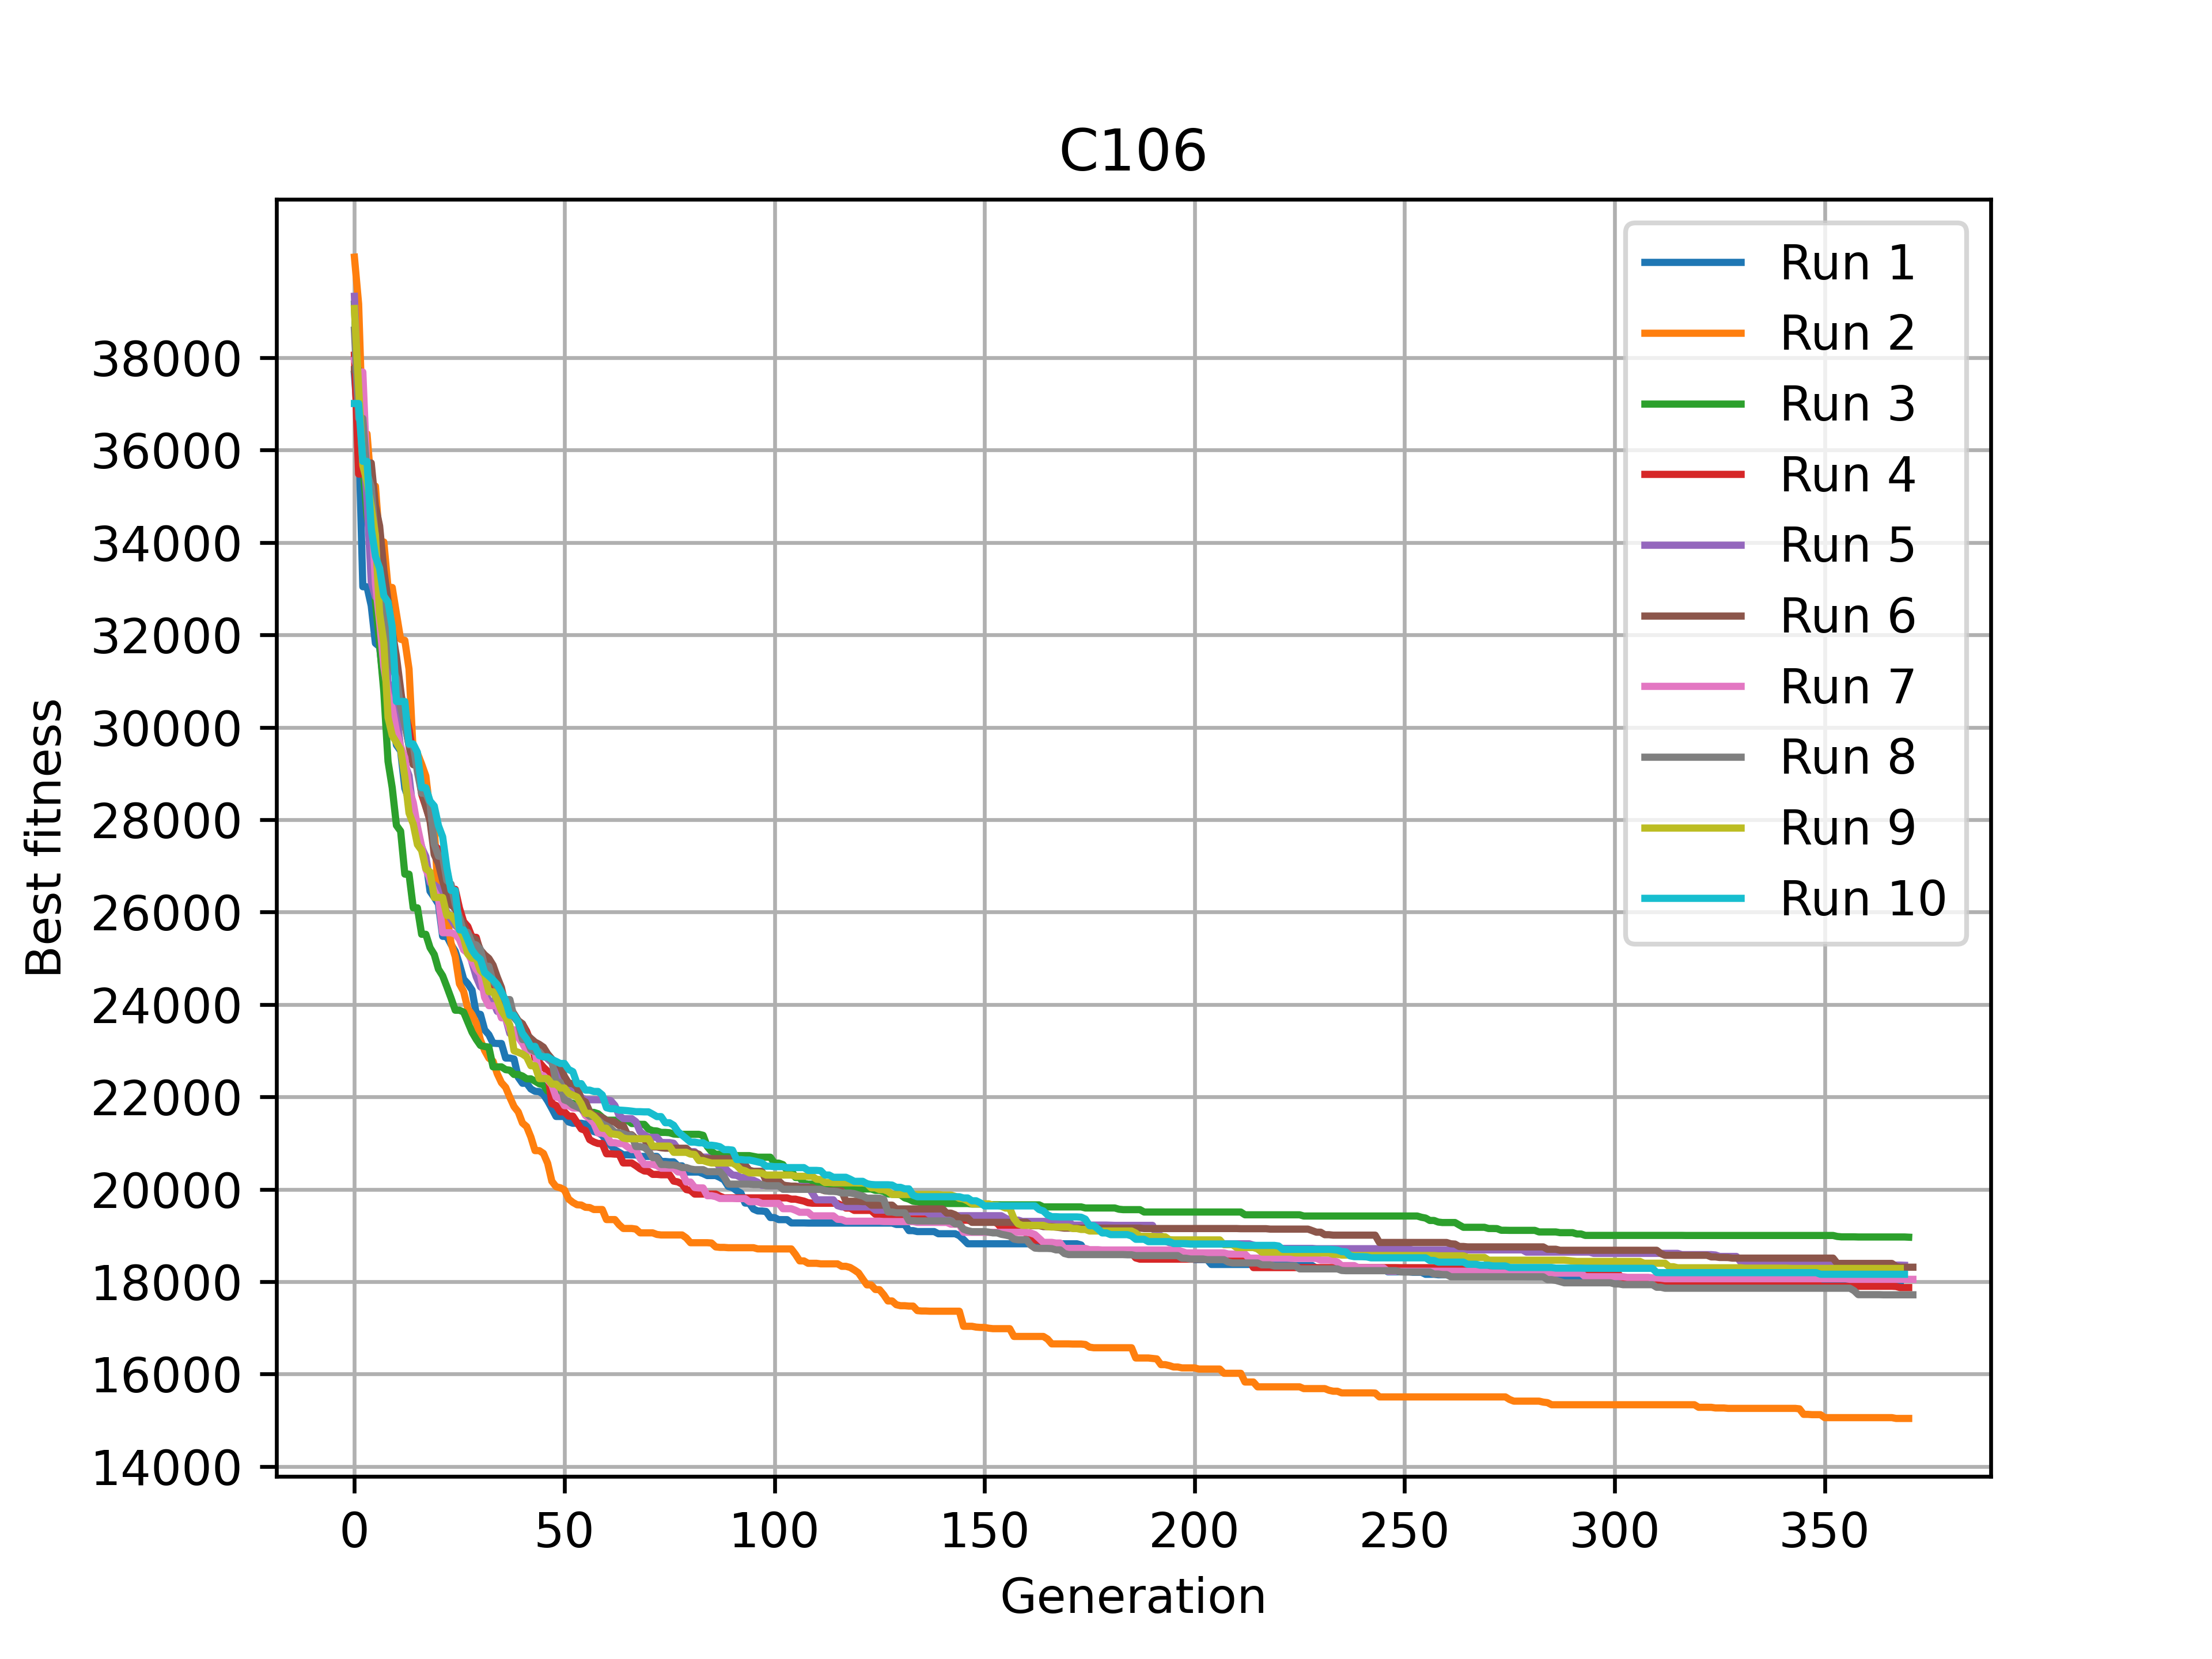 C106
Best fitness
38000
36000
34000
32000
30000
28000
26000
24000
22000
20000
18000
16000
14000
0 50 100 150 200 250 300 350
Generation
Run 1
Run 2
Run 3
Run 4
Run 5
Run 6
Run 7
Run 8
Run 9
Run 10